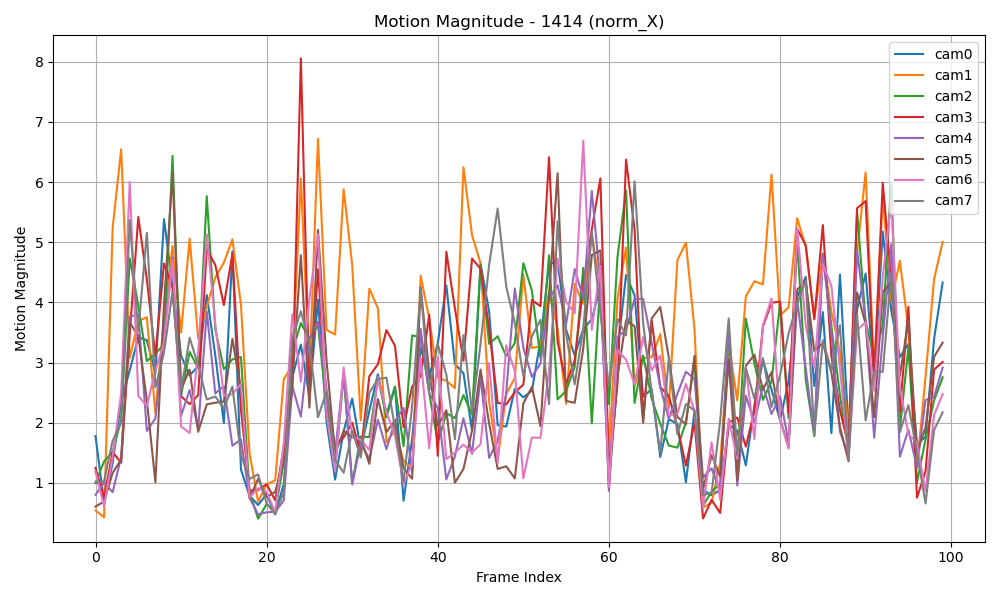 Motion Magnitude - 1414 (norm_X)
Motion Magnitude
8
7
6
5
4
3
2
1
0
20
40
60
80
100
Frame Index
cam0
cam1
cam2
cam3
cam4
cam5
cam6
cam7